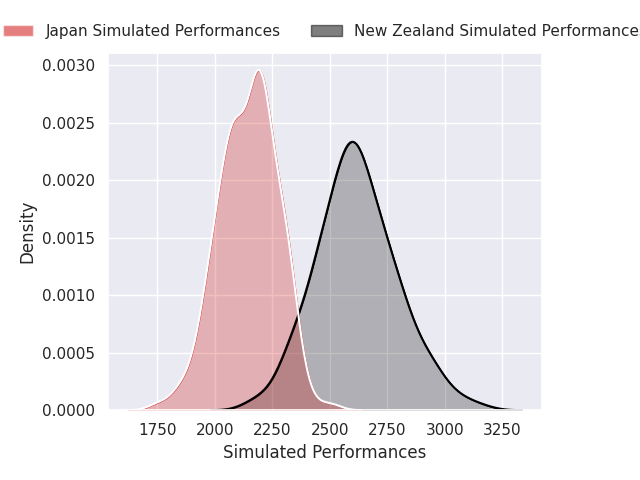 Japan Simulated Performances
New Zealand Simulated Performance
0.0030
0.0025
0.0020
0.0015
0.0010
0.0005
0.0000
Density
1750 2000 2250 2500 2750 3000 3250
Simulated Performances